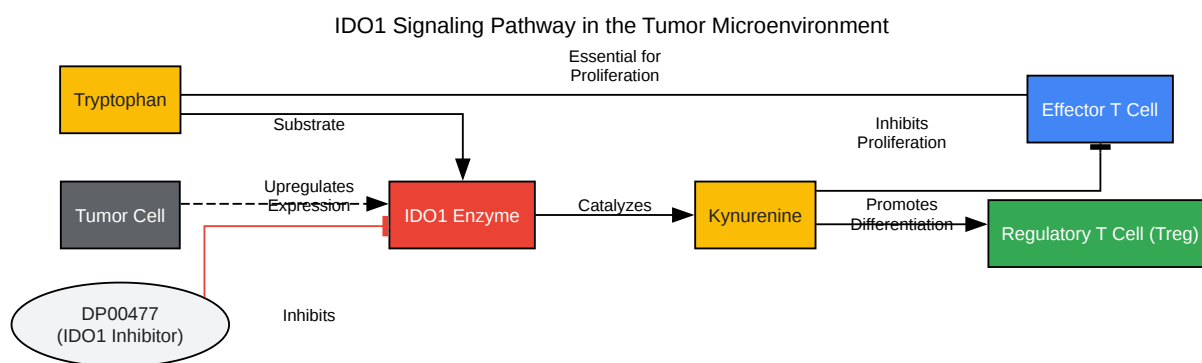 IDO1 Signaling Pathway in the Tumor Microenvironment
Essential for
Proliferation
Tryptophan
Effector T Cell
Substrate
Inhibits
Proliferation
Tumor Cell
Upregulates
Expression
IDO1 Enzyme
Catalyzes
Kynurenine
Promotes
Differentiation
Regulatory T Cell (Treg)
DP00477
(IDO1 Inhibitor)
Inhibits